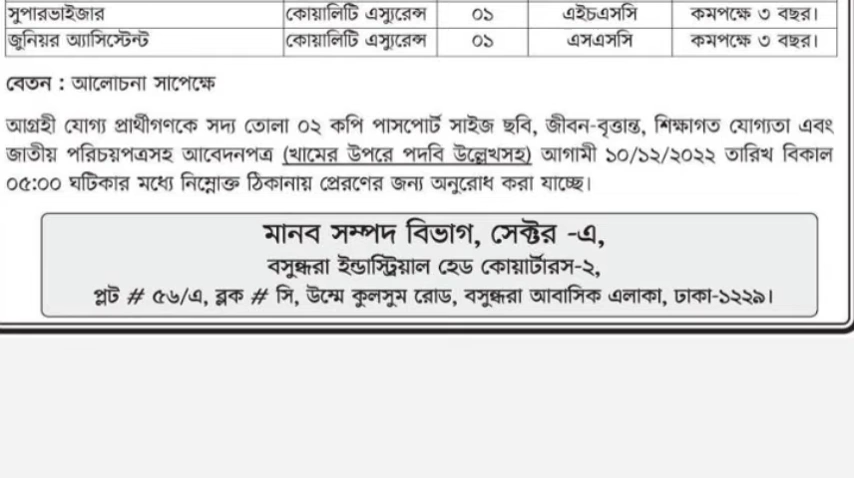 সুপারভাইজার কোয়ালিটি এস্যুরেন্স ০১ এইচএসসি কমপক্ষে ৩ বছর।
জুনিয়র অ্যাসিস্টেন্ট কোয়ালিটি এস্যুরেন্স ০১ এসএসসি কমপক্ষে ৩ বছর।
বেতন : আলোচনা সাপেক্ষে
আগ্রহী যোগ্য প্রার্থীগণকে সদ্য তোলা ০২ কপি পাসপোর্ট সাইজ ছবি, জীবন-বৃত্তান্ত, শিক্ষাগত যোগ্যতা এবং
জাতীয় পরিচয়পত্রসহ আবেদনপত্র (খামের উপরে পদবি উল্লেখসহ) আগামী ১০/১২/২০২২ তারিখ বিকাল
০৫:০০ ঘটিকার মধ্যে নিম্নোক্ত ঠিকানায় প্রেরণের জন্য অনুরোধ করা যাচ্ছে।
মানব সম্পদ বিভাগ, সেক্টর -এ,
বসুন্ধরা ইন্ডাস্ট্রিয়াল হেড কোয়ার্টারস-২,
প্লট # ৫৬/এ, ব্লক # সি, উম্মে কুলসুম রোড, বসুন্ধরা আবাসিক এলাকা, ঢাকা-১২২৯।